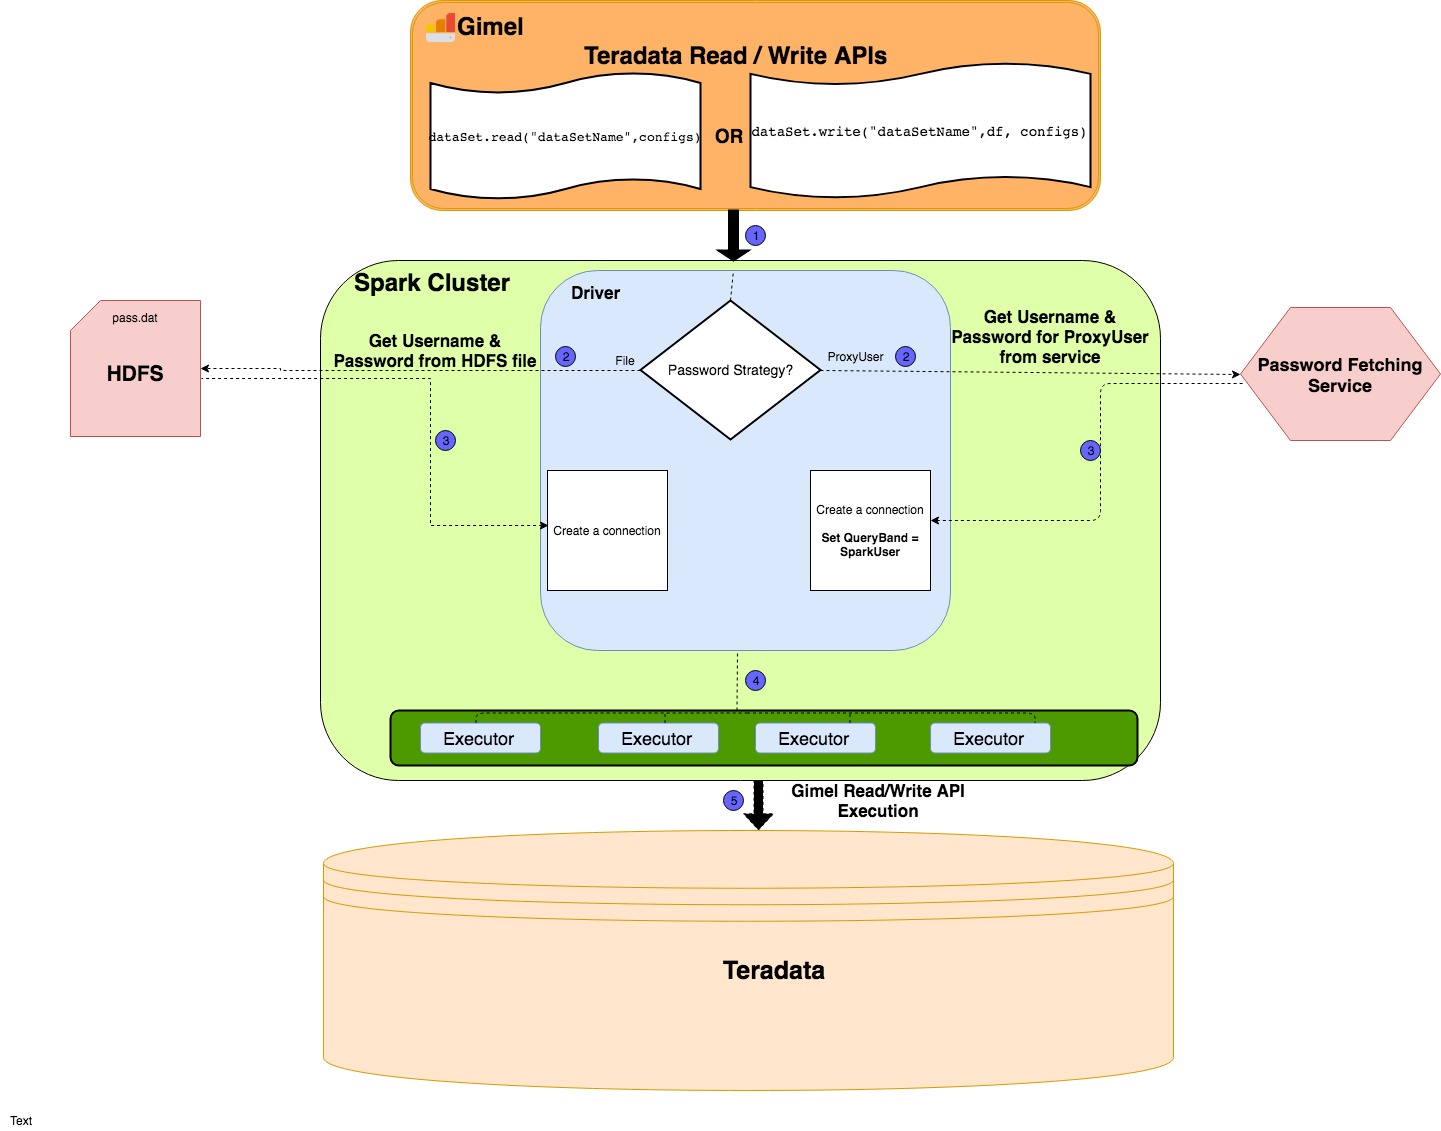 Gimel
Teradata Read / Write APIs
dataSet.read("dataSetName",configs)
OR
dataSet.write("dataSetName",df, configs)
1
Spark Cluster
Driver
pass.dat
HDFS
Get Username &
Password from HDFS file
2
File
Password Strategy?
ProxyUser
2
Get Username &
Password for ProxyUser
from service
Password Fetching
Service
3
3
Create a connection
Create a connection
Set QueryBand =
SparkUser
4
Executor
Executor
Executor
Executor
5
Gimel Read/Write API
Execution
Teradata
Text